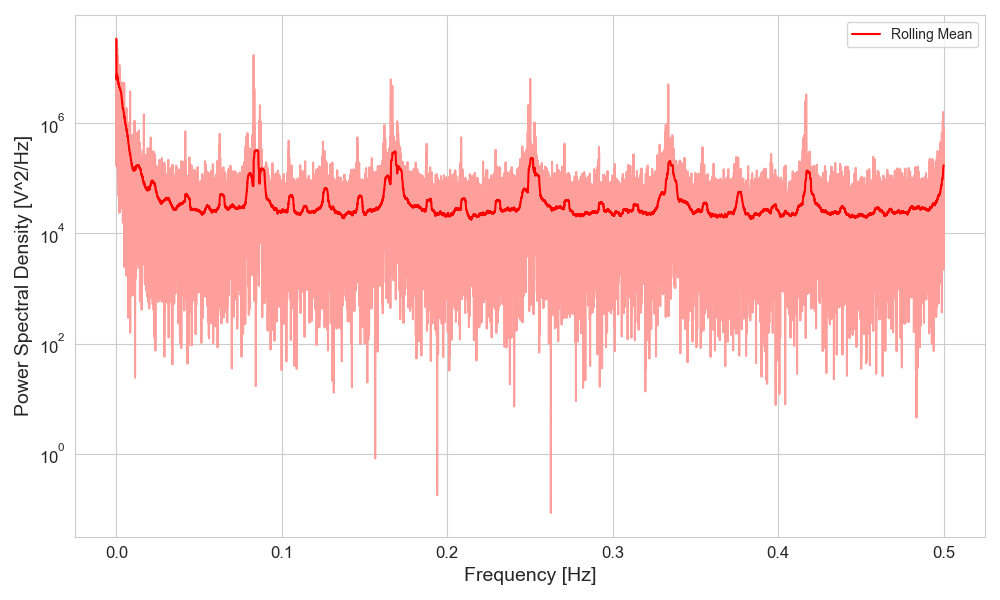 Rolling Mean
Power Spectral Density [V^2/Hz]
10^6
10^4
10^2
10^0
0.0 0.1 0.2 0.3 0.4 0.5
Frequency [Hz]